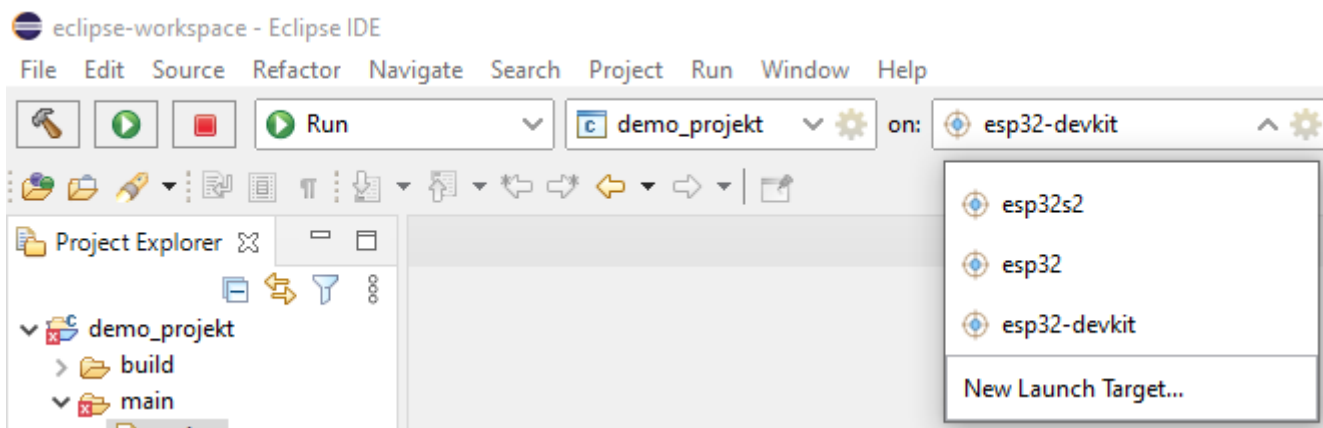 eclipse-workspace - Eclipse IDE
File Edit Source Refactor Navigate Search Project Run Window Help
Run demo_projekt on: esp32-devkit
Project Explorer
demo_projekt
build
main
esp32s2
esp32
esp32-devkit
New Launch Target...